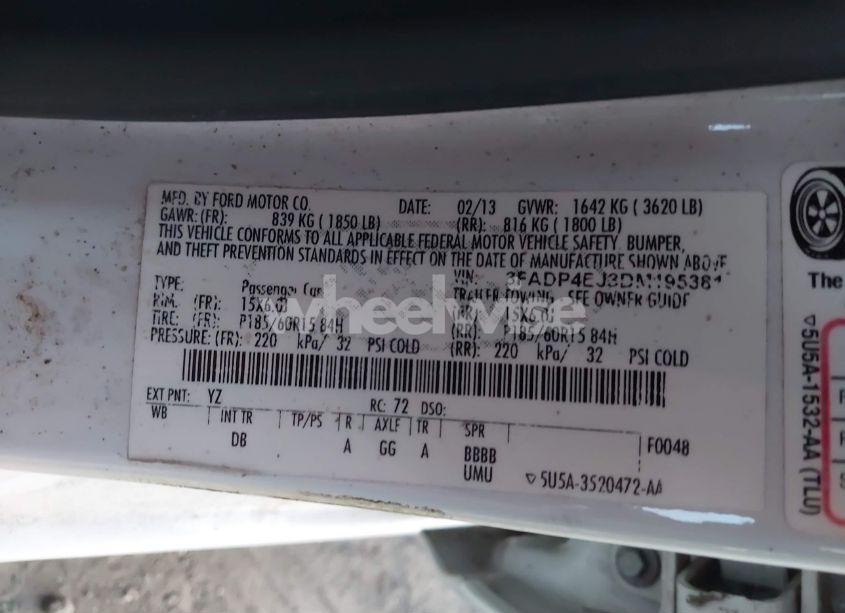 MFD. BY FORD MOTOR CO. DATE: 02/13 GVWR: 1642 KG ( 3620 LB)
GAWR: (FR): 839 KG ( 1850 LB) (RR): 816 KG ( 1800 LB)
THIS VEHICLE CONFORMS TO ALL APPLICABLE FEDERAL MOTOR VEHICLE SAFETY, BUMPER,
AND THEFT PREVENTION STANDARDS IN EFFECT ON THE DATE OF MANUFACTURE SHOWN ABOVE
VIN:
TYPE: Passenger Car TRAILER TOWING - SEE OWNER GUIDE
RIM: (FR): 15X6.0J (RR): 15X6.0J
TIRE: (FR): P185/60R15 84H (RR): P185/60R15 84H
PRESSURE: (FR): 220 kPa/ 32 PSI COLD (RR): 220 kPa/ 32 PSI COLD
wheelwise
EXT PNT: YZ RC: 72 DSO:
WB INT TR TP/PS R AXLE TR SPR F0048
DB A GG A BBBB
UMU ▽5U5A-3520472-AA
The
▽5U5A-1532-AA (TLU)